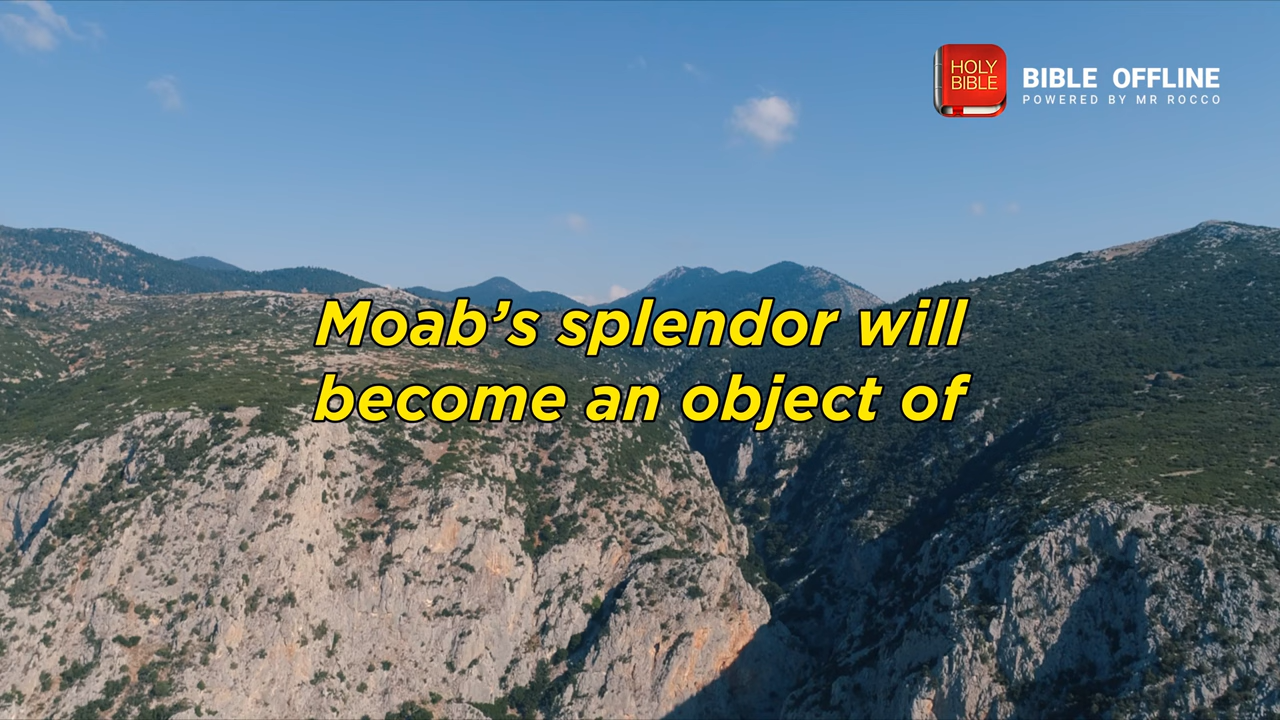 HOLY
BIBLE
BIBLE OFFLINE
POWERED BY MR ROCCO
Moab’s splendor will
become an object of